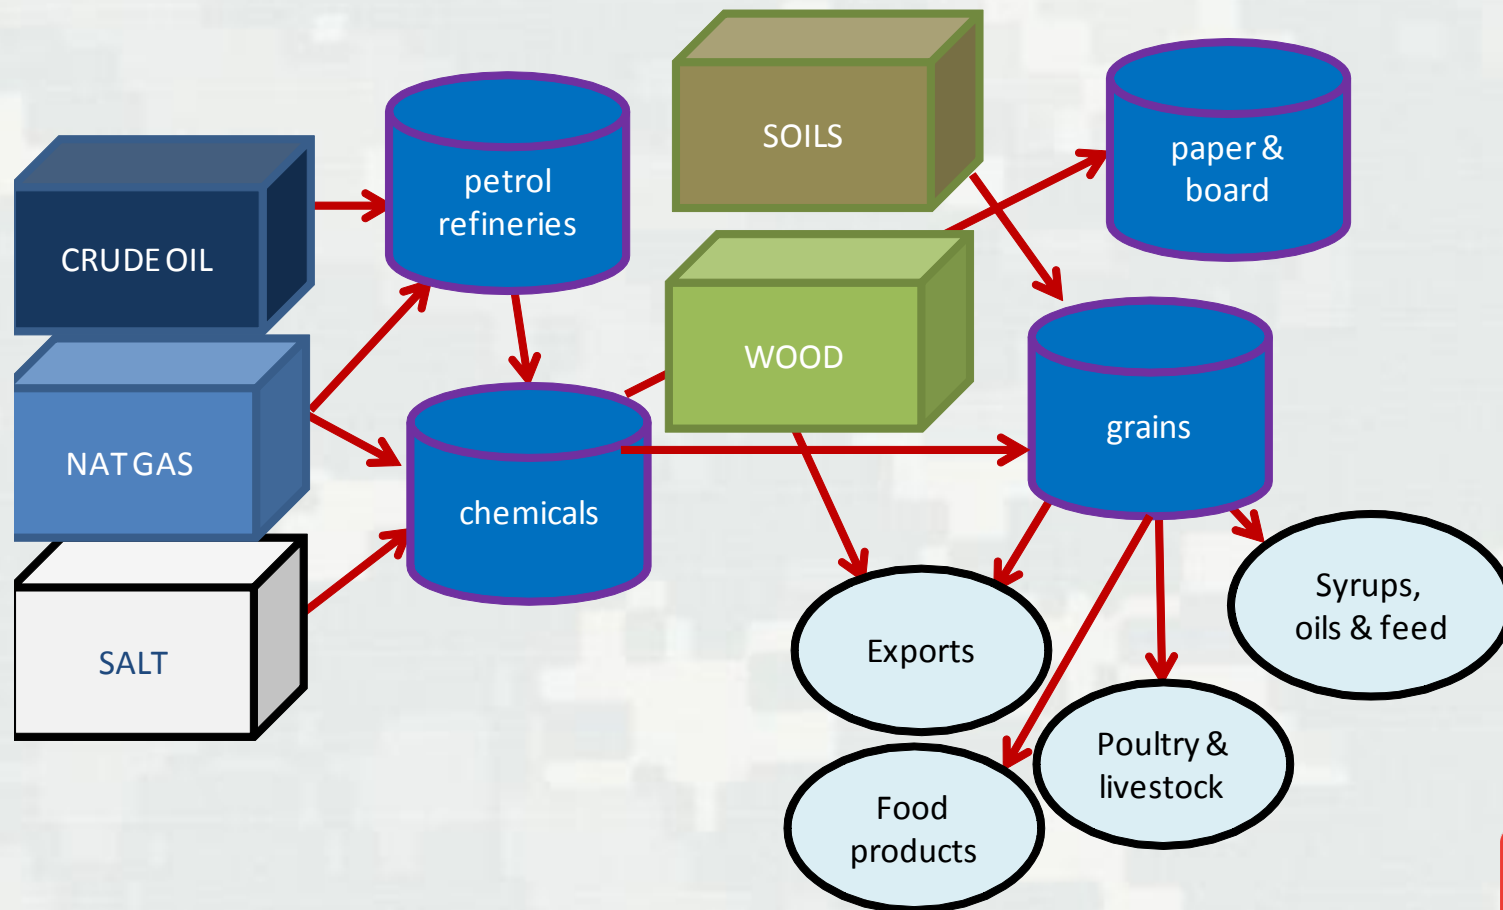 SOILS
paper &
board
petrol
refineries
CRUDE OIL
WOOD
grains
NAT GAS
chemicals
SALT
Exports
Syrups,
oils & feed
Poultry &
livestock
Food
products